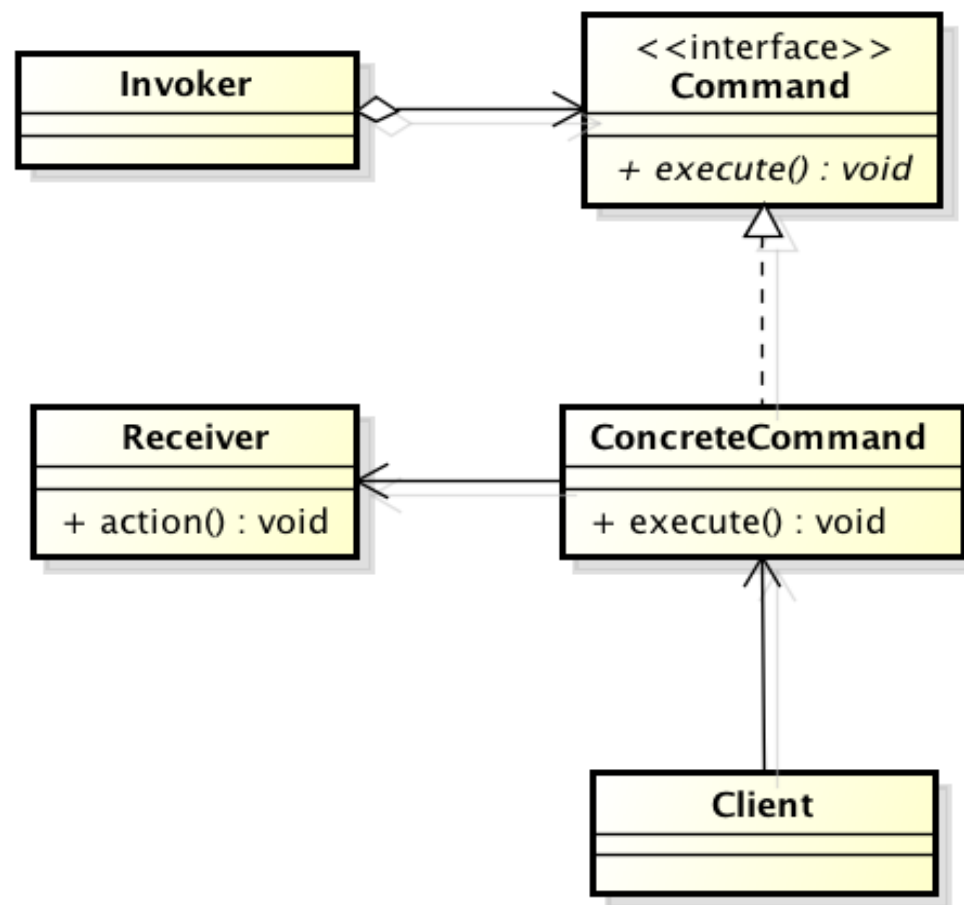 Invoker
<<interface>>
Command
+ execute() : void
Receiver
+ action() : void
ConcreteCommand
+ execute() : void
Client